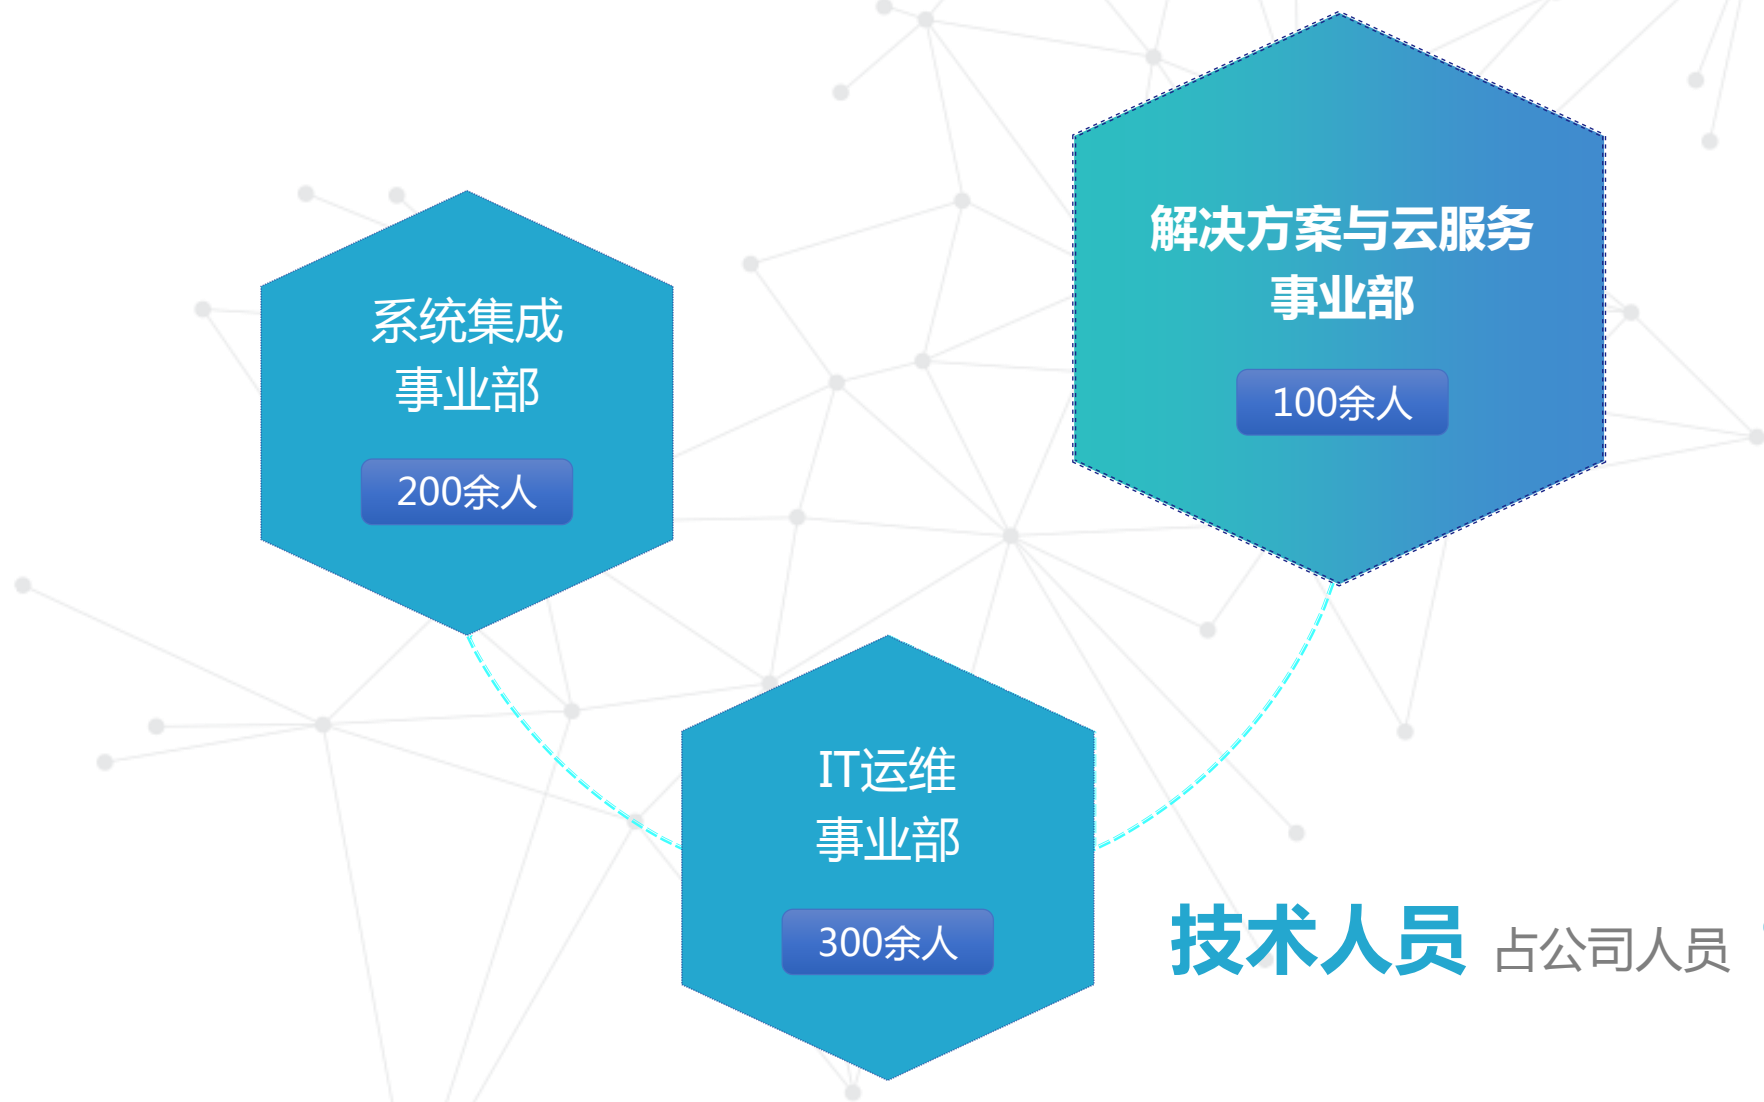 系统集成
事业部
200余人
解决方案与云服务
事业部
100余人
IT运维
事业部
300余人
技术人员 占公司人员